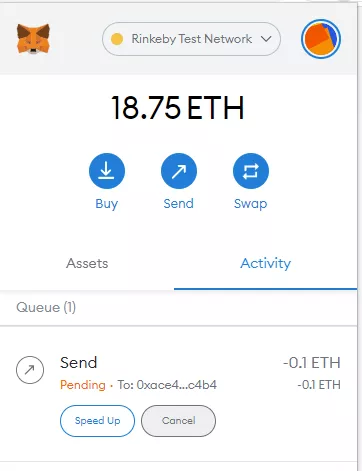 Rinkeby Test Network
18.75 ETH
Buy Send Swap
Assets Activity
Queue (1)
Send -0.1 ETH
Pending · To: 0xace4...c4b4 -0.1 ETH
Speed Up Cancel